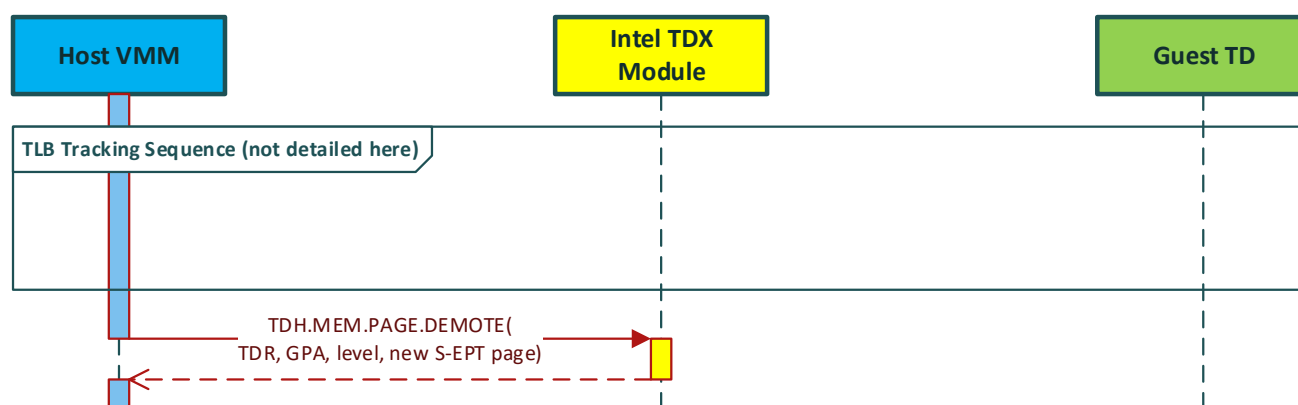 Host VMM
Intel TDX
Module
Guest TD
TLB Tracking Sequence (not detailed here)
TDH.MEM.PAGE.DEMOTE(
TDR, GPA, level, new S-EPT page)